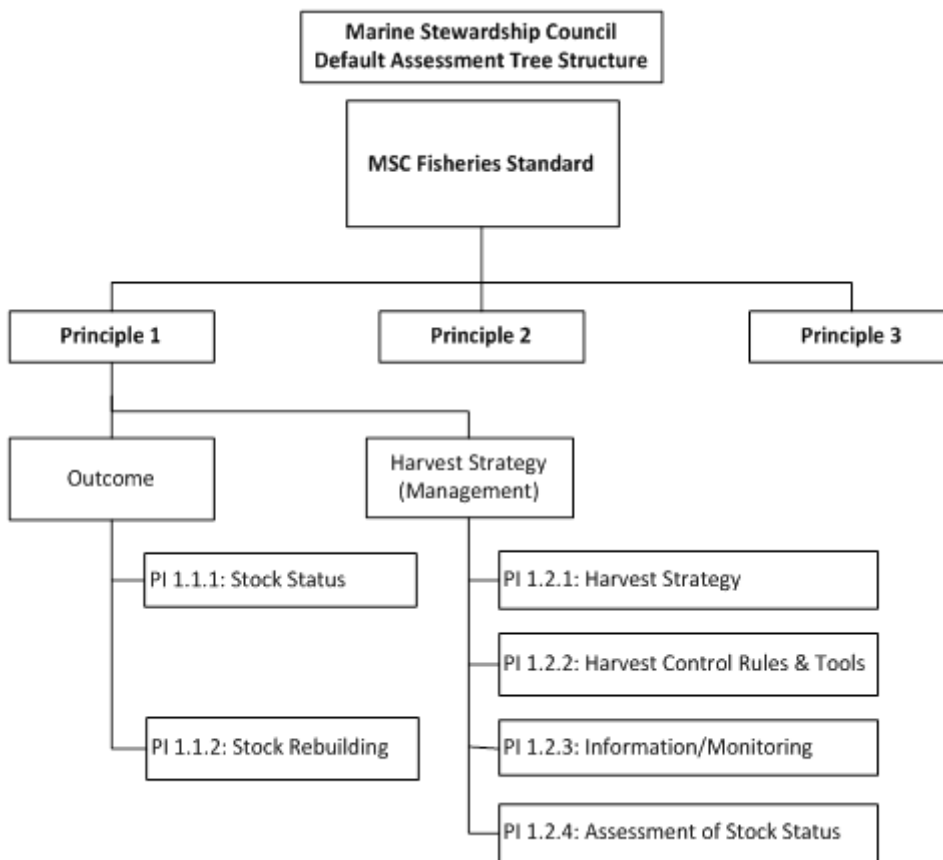 Marine Stewardship Council
Default Assessment Tree Structure
MSC Fisheries Standard
Principle 1
Principle 2
Principle 3
Outcome
Harvest Strategy
(Management)
PI 1.1.1: Stock Status
PI 1.1.2: Stock Rebuilding
PI 1.2.1: Harvest Strategy
PI 1.2.2: Harvest Control Rules & Tools
PI 1.2.3: Information/Monitoring
PI 1.2.4: Assessment of Stock Status